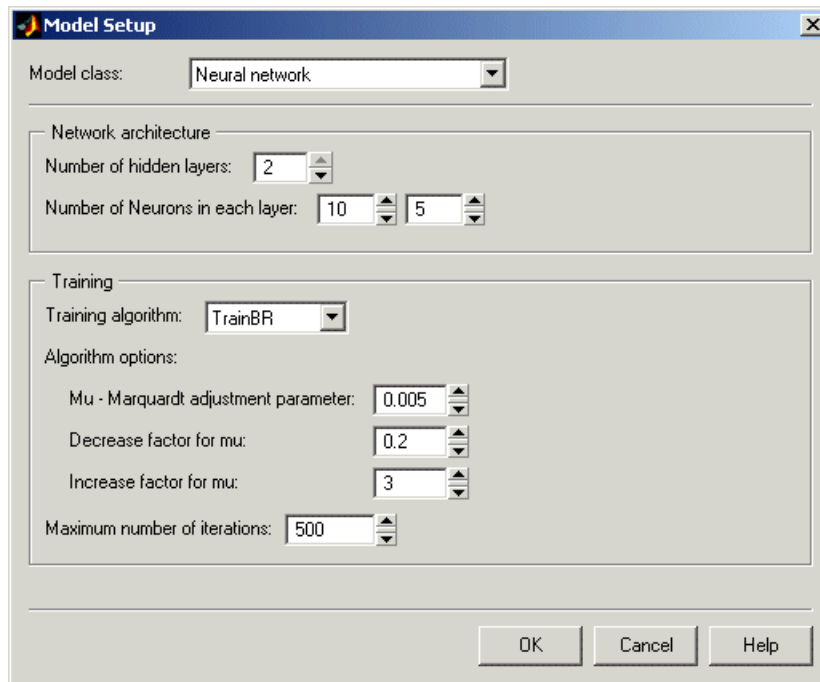 Model Setup
Model class: Neural network
Network architecture
Number of hidden layers: 2
Number of Neurons in each layer: 10 5
Training
Training algorithm: TrainBR
Algorithm options:
Mu - Marquardt adjustment parameter: 0.005
Decrease factor for mu: 0.2
Increase factor for mu: 3
Maximum number of iterations: 500
OK Cancel Help